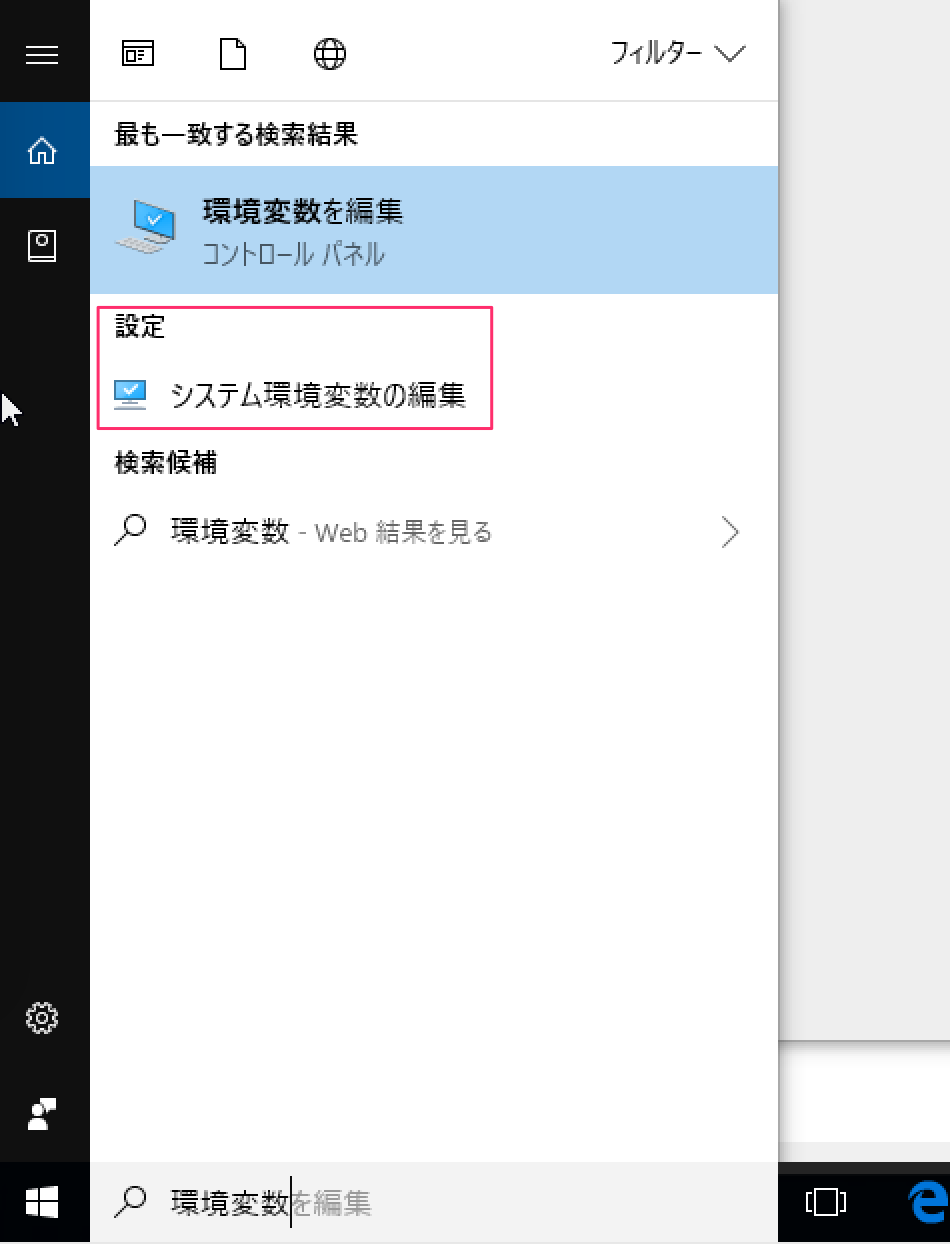 フィルター
最も一致する検索結果
環境変数を編集
コントロール パネル
設定
システム環境変数の編集
検索候補
環境変数 - Web 結果を見る
環境変数を編集